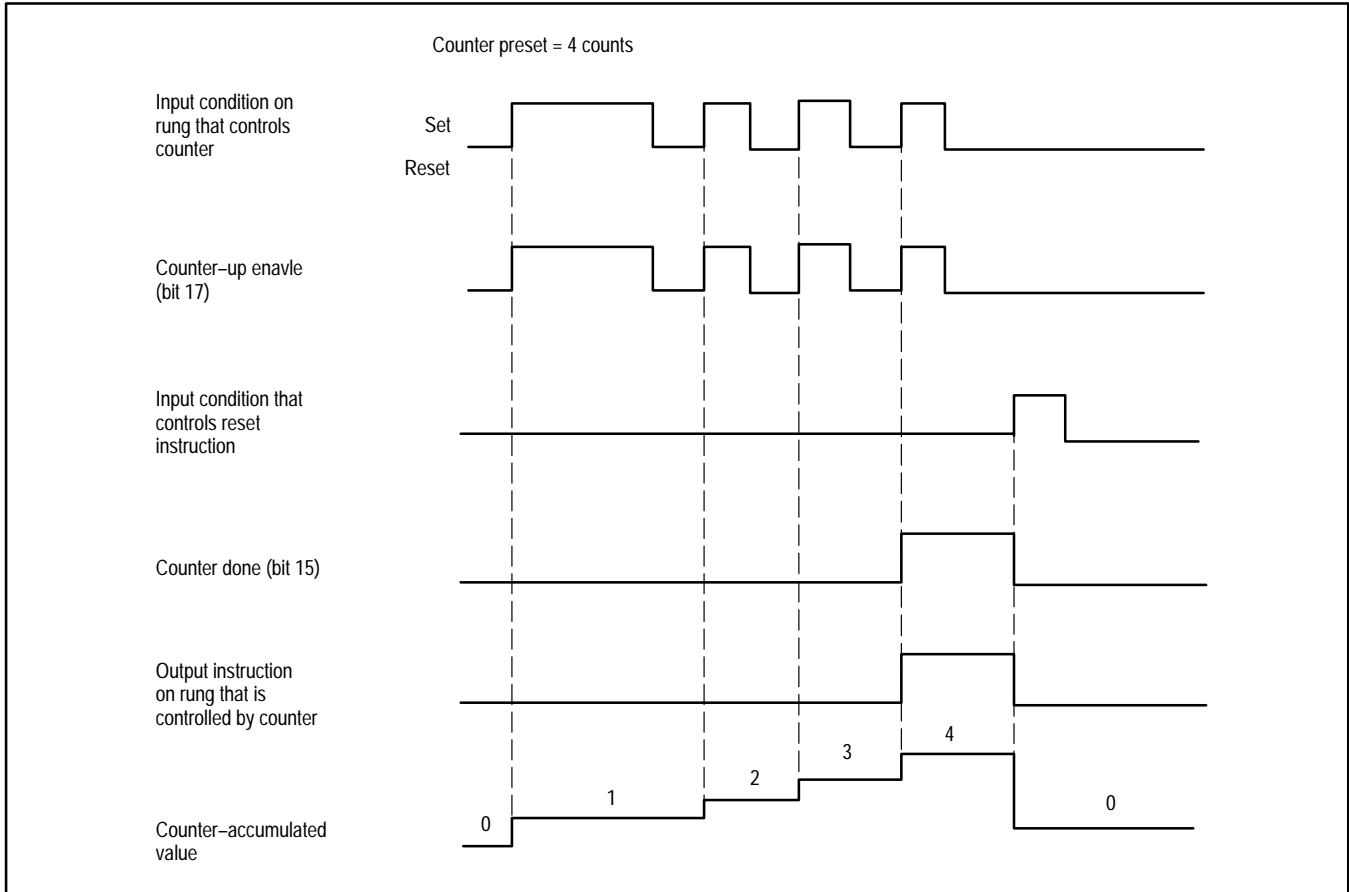 Counter preset = 4 counts
Input condition on
rung that controls
counter
Set
Reset
Counter–up enavle
(bit 17)
Input condition that
controls reset
instruction
Counter done (bit 15)
Output instruction
on rung that is
controlled by counter
Counter–accumulated
value
0
1
2
3
4
0